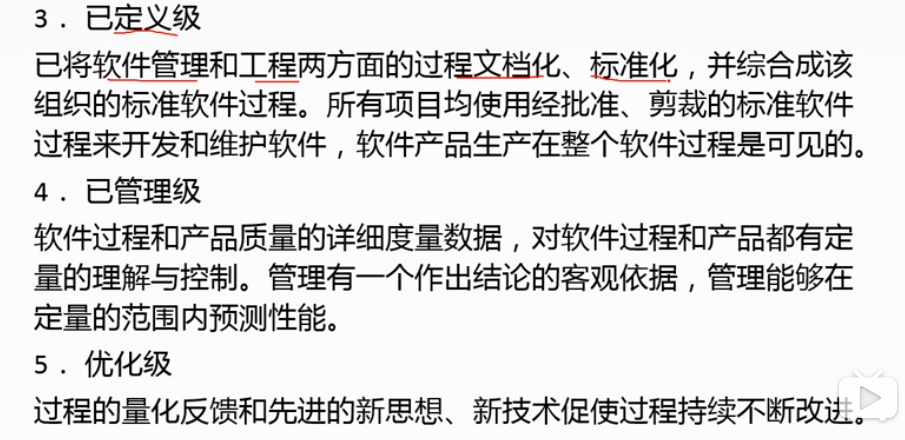 3．已定义级
已将软件管理和工程两方面的过程文档化、标准化，并综合成该
组织的标准软件过程。所有项目均使用经批准、剪裁的标准软件
过程来开发和维护软件，软件产品生产在整个软件过程是可见的。
4．已管理级
软件过程和产品质量的详细度量数据，对软件过程和产品都有定
量的理解与控制。管理有一个作出结论的客观依据，管理能够在
定量的范围内预测性能。
5．优化级
过程的量化反馈和先进的新思想、新技术促使过程持续不断改进。